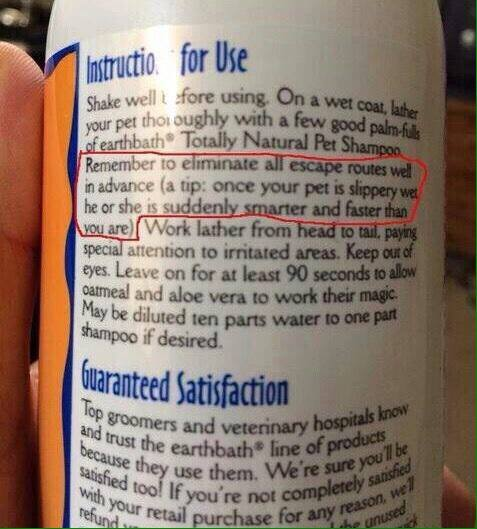 Instructio for Use
Shake well before using. On a wet coat, lather
your pet thoroughly with a few good palm-fulls
of earthbath® Totally Natural Pet Shampoo.
Remember to eliminate all escape routes well
in advance (a tip: once your pet is slippery wet
he or she is suddenly smarter and faster than
you are). Work lather from head to tail, paying
special attention to irritated areas. Keep out of
eyes. Leave on for at least 90 seconds to allow
oatmeal and aloe vera to work their magic.
May be diluted ten parts water to one part
shampoo if desired.
Guaranteed Satisfaction
Top groomers and veterinary hospitals know
and trust the earthbath® line of products
because they use them. We're sure you'll be
satisfied too! If you're not completely satisfied
with your retail purchase for any reason, we'll
refund the unused